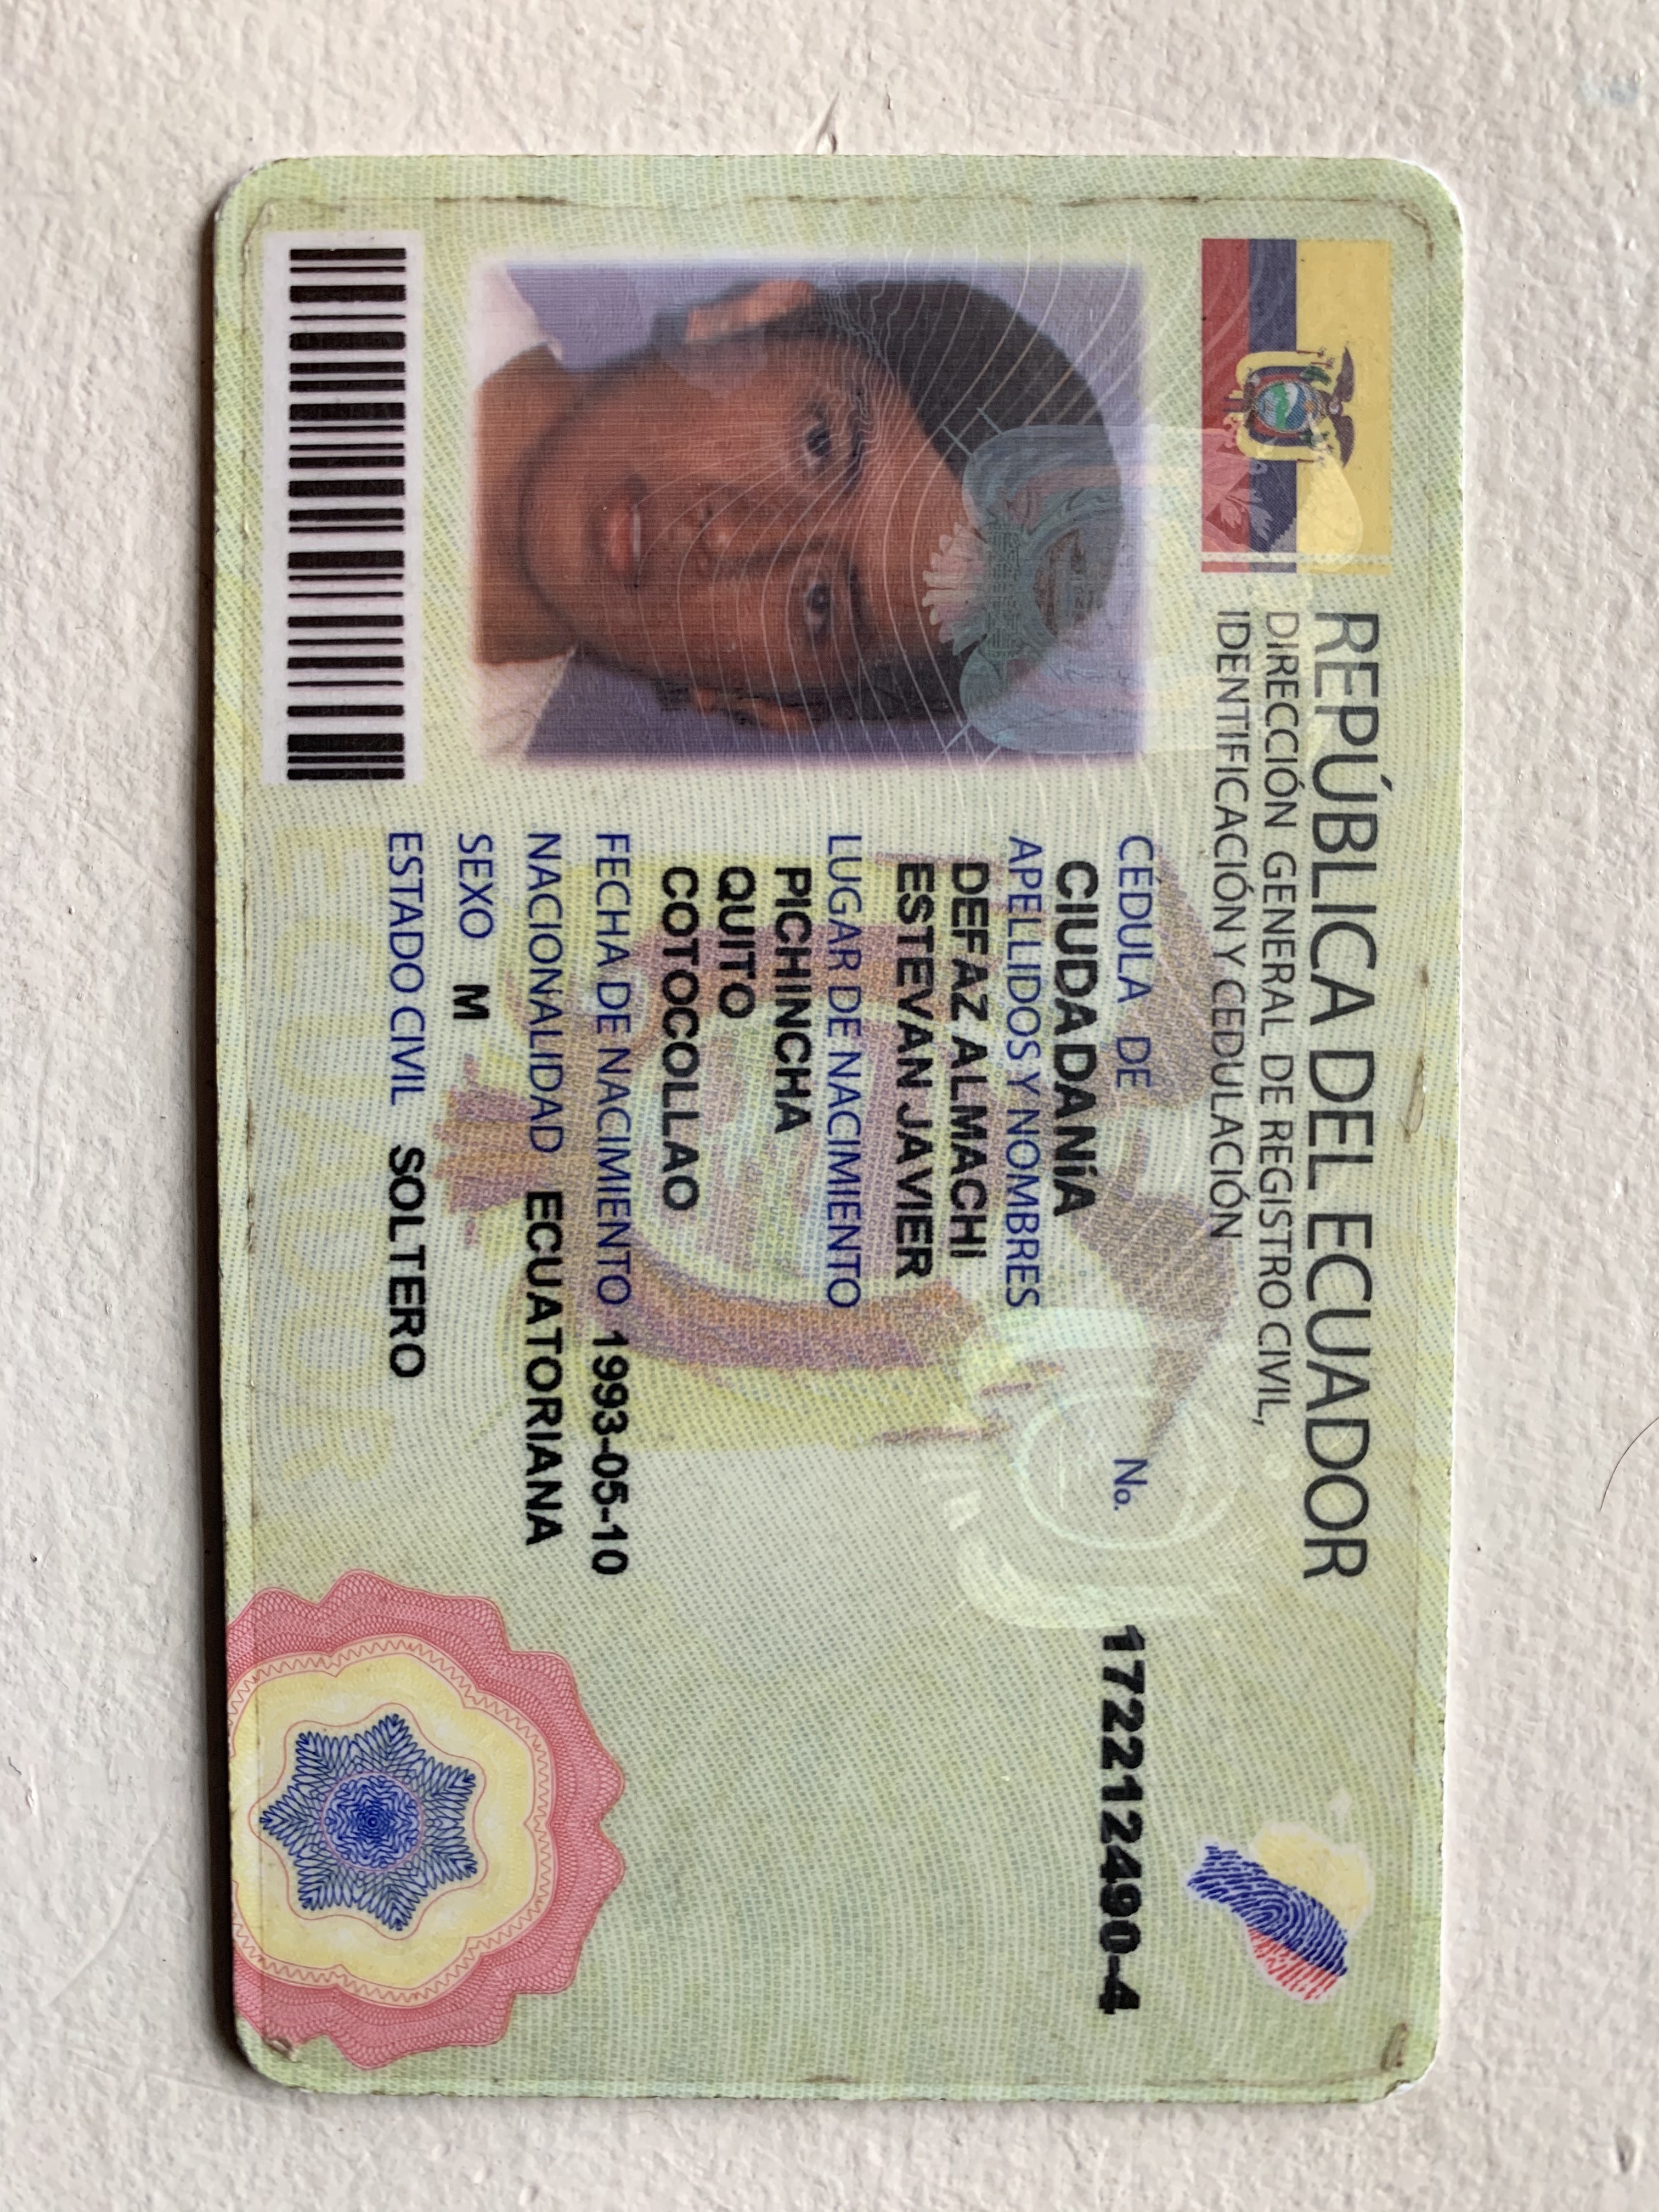 REPÚBLICA DEL ECUADOR
DIRECCIÓN GENERAL DE REGISTRO CIVIL,
IDENTIFICACIÓN Y CEDULACIÓN
CÉDULA DE No. 172212490-4
CIUDADANÍA
APELLIDOS Y NOMBRES
DEFAZ ALMACHI
ESTEVAN JAVIER
LUGAR DE NACIMIENTO
PICHINCHA
QUITO
COTOCOLLAO
FECHA DE NACIMIENTO 1993-05-10
NACIONALIDAD ECUATORIANA
SEXO M
ESTADO CIVIL SOLTERO
ECUADOR